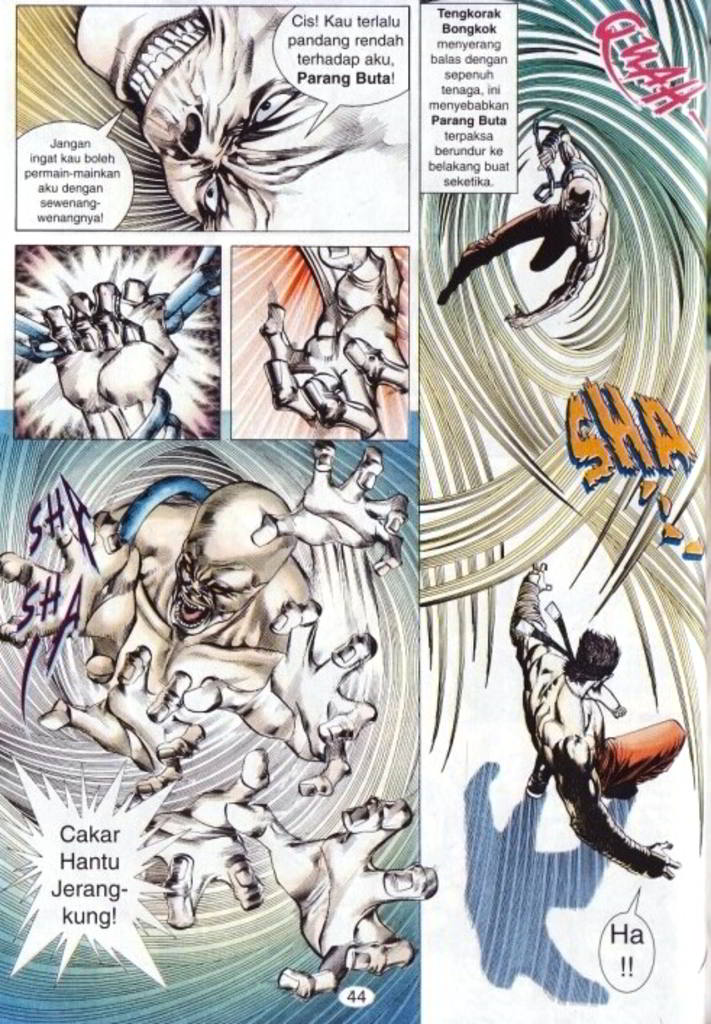 Cis! Kau terlalu
pandang rendah
terhadap aku,
Parang Buta!
Jangan
ingat kau boleh
permain-mainkan
aku dengan
sewenang-
wenangnya!
SHA
SHA
Cakar
Hantu
Jerang-
kung!
44
Tengkorak
Bongkok
menyerang
balas dengan
sepenuh
tenaga, ini
menyebabkan
Parang Buta
terpaksa
berundur ke
belakang buat
seketika.
QUAH
SHA
Ha
!!